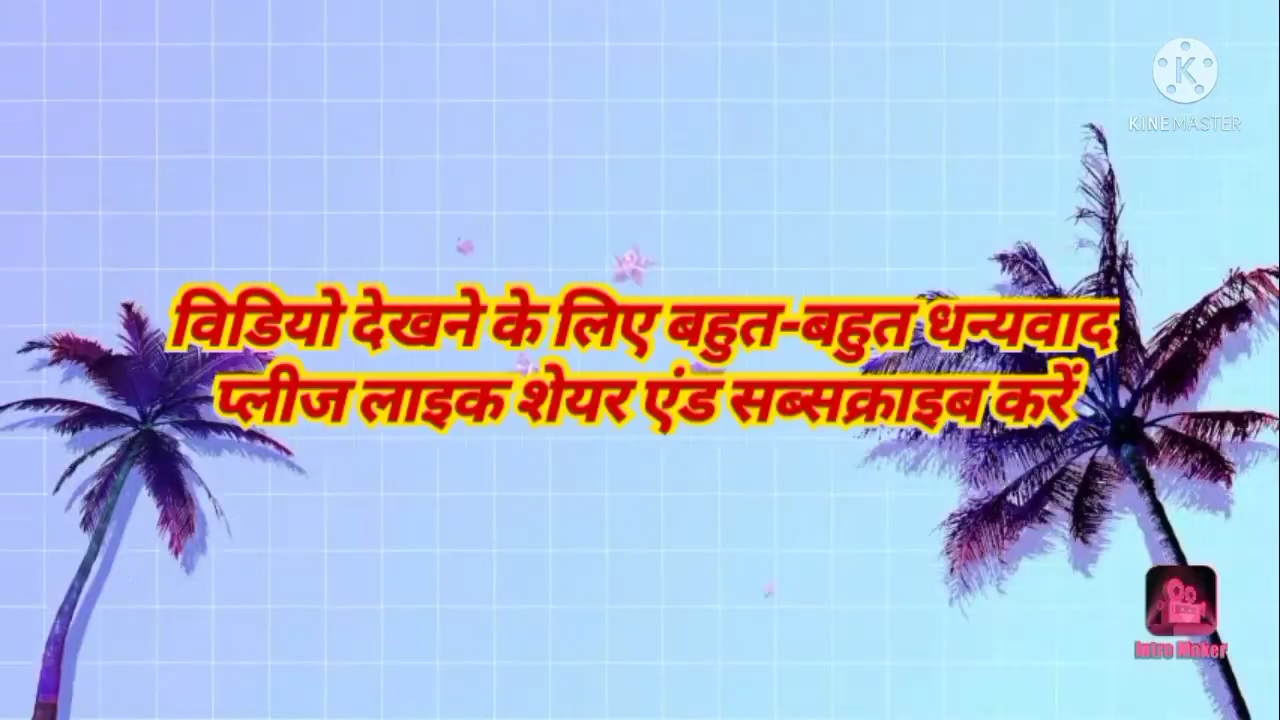 KINEMASTER
विडियो देखने के लिए बहुत-बहुत धन्यवाद
प्लीज लाइक शेयर एंड सब्सक्राइब करें
Intro Maker